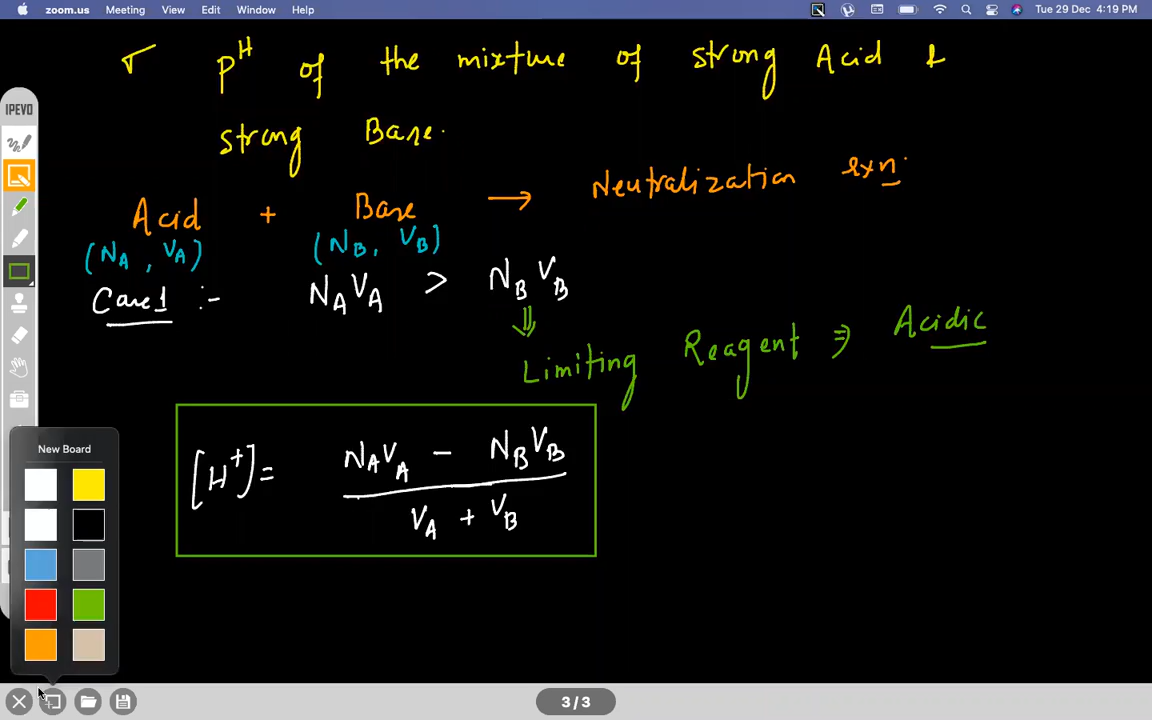 zoom.us Meeting View Edit Window Help Tue 29 Dec 4:19 PM
pH of the mixture of strong Acid &
strong Base.
IPEVO
Acid + Base → Neutralization rxn.
(NA, VA) (NB, VB)
Case 1 :- NAVA > NBVB
⇓
Limiting Reagent ⇒ Acidic
[H+] = NAVA - NBVB
VA + VB
New Board
3/3